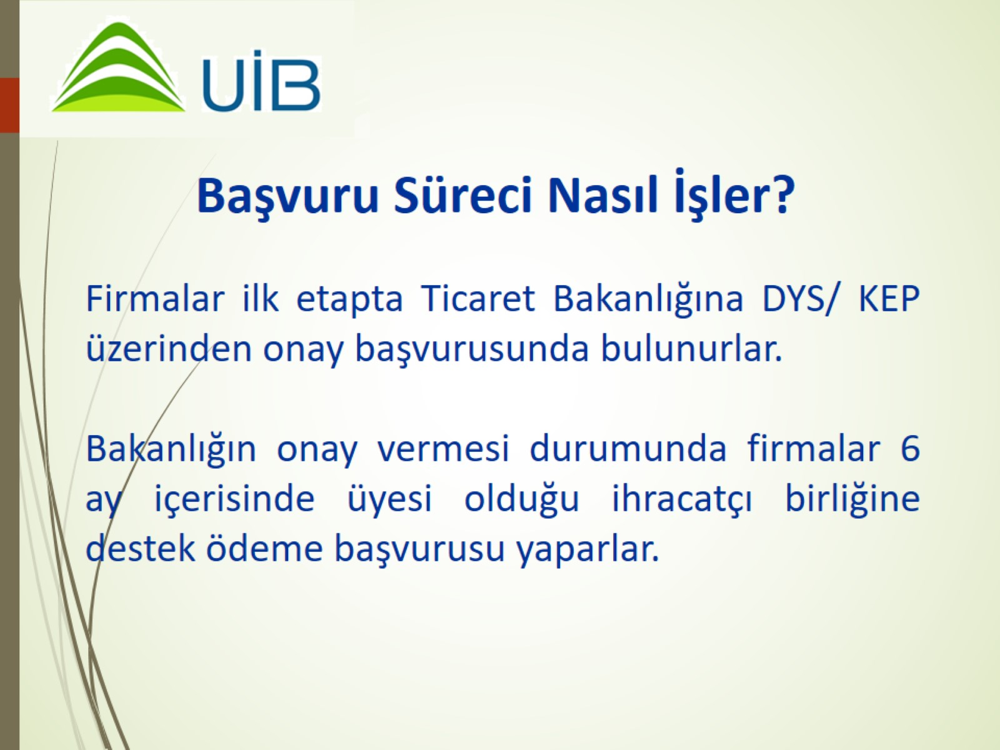 UİB
Başvuru Süreci Nasıl İşler?
Firmalar ilk etapta Ticaret Bakanlığına DYS/ KEP
üzerinden onay başvurusunda bulunurlar.
Bakanlığın onay vermesi durumunda firmalar 6
ay içerisinde üyesi olduğu ihracatçı birliğine
destek ödeme başvurusu yaparlar.